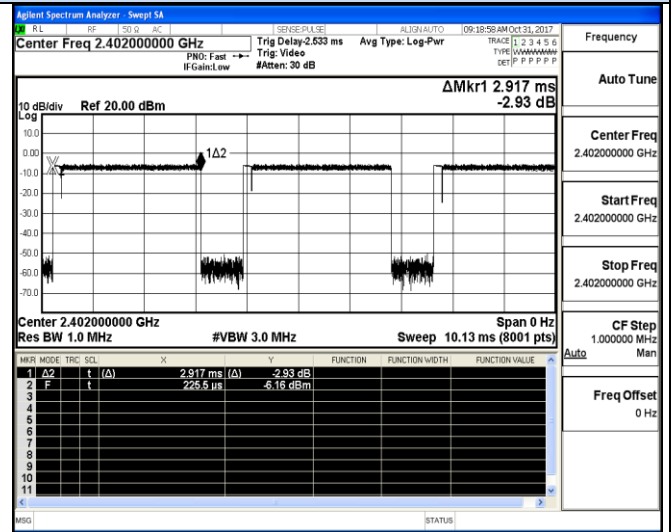 Agilent Spectrum Analyzer - Swept SA
RL RF 50 Ω AC SENSE:PULSE ALIGNAUTO 09:18:58 AM Oct 31, 2017
Center Freq 2.402000000 GHz
PNO: Fast
IFGain:Low
Trig Delay-2.533 ms
Trig: Video
#Atten: 30 dB
Avg Type: Log-Pwr
TRACE 1 2 3 4 5 6
TYPE WWWWWW
DET P P P P P P
ΔMkr1 2.917 ms
-2.93 dB
10 dB/div Ref 20.00 dBm
Log
10.0
0.00
-10.0
-20.0
-30.0
-40.0
-50.0
-60.0
-70.0
1Δ2
Center 2.402000000 GHz Span 0 Hz
Res BW 1.0 MHz #VBW 3.0 MHz Sweep 10.13 ms (8001 pts)
MKR MODE TRC SCL X Y FUNCTION FUNCTION WIDTH FUNCTION VALUE
1 Δ2 t (Δ) 2.917 ms (Δ) -2.93 dB
2 F t 225.5 µs -6.16 dBm
3
4
5
6
7
8
9
10
11
MSG STATUS
Frequency
Auto Tune
Center Freq
2.402000000 GHz
Start Freq
2.402000000 GHz
Stop Freq
2.402000000 GHz
CF Step
1.000000 MHz
Auto Man
Freq Offset
0 Hz